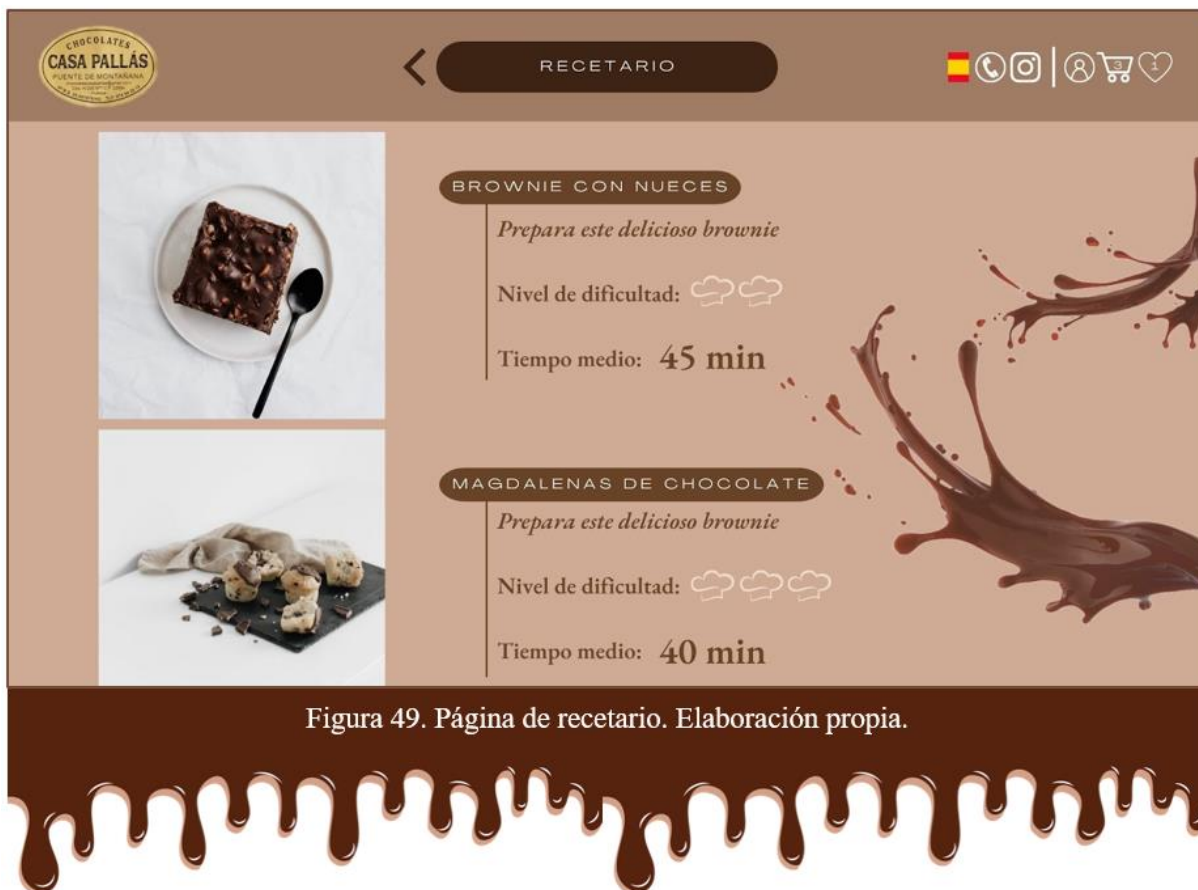 CHOCOLATES
CASA PALLÁS
PUENTE DE MONTAÑANA
RECETARIO
3
1
BROWNIE CON NUECES
Prepara este delicioso brownie
Nivel de dificultad:
Tiempo medio: 45 min
MAGDALENAS DE CHOCOLATE
Prepara este delicioso brownie
Nivel de dificultad:
Tiempo medio: 40 min
Figura 49. Página de recetario. Elaboración propia.